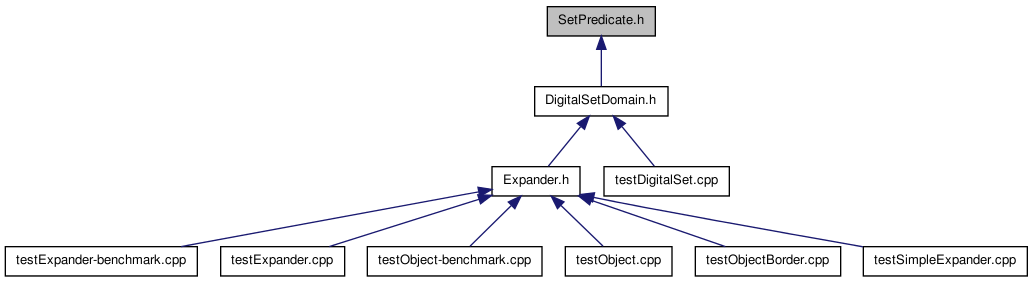 SetPredicate.h
DigitalSetDomain.h
Expander.h
testDigitalSet.cpp
testExpander-benchmark.cpp
testExpander.cpp
testObject-benchmark.cpp
testObject.cpp
testObjectBorder.cpp
testSimpleExpander.cpp